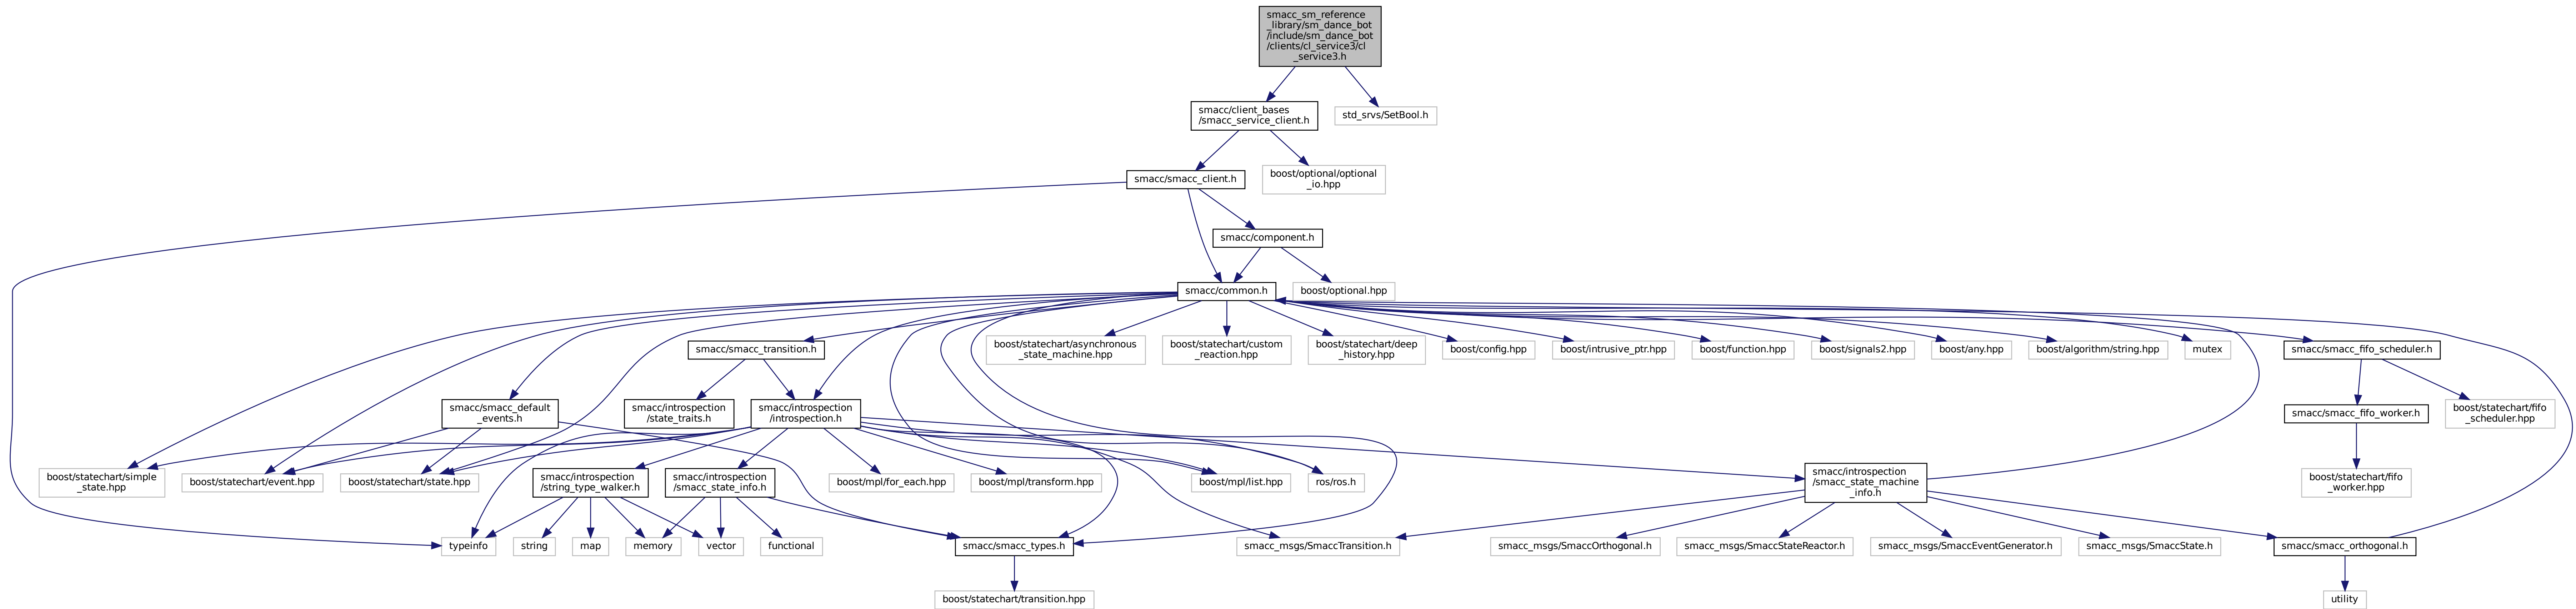 smacc_sm_reference
_library/sm_dance_bot
/include/sm_dance_bot
/clients/cl_service3/cl
_service3.h
smacc/client_bases
/smacc_service_client.h
std_srvs/SetBool.h
smacc/smacc_client.h
boost/optional/optional
_io.hpp
smacc/component.h
smacc/common.h
boost/optional.hpp
smacc/smacc_transition.h
boost/statechart/asynchronous
_state_machine.hpp
boost/statechart/custom
_reaction.hpp
boost/statechart/deep
_history.hpp
boost/config.hpp
boost/intrusive_ptr.hpp
boost/function.hpp
boost/signals2.hpp
boost/any.hpp
boost/algorithm/string.hpp
mutex
smacc/smacc_fifo_scheduler.h
smacc/smacc_default
_events.h
smacc/introspection
/state_traits.h
smacc/introspection
/introspection.h
smacc/smacc_fifo_worker.h
boost/statechart/fifo
_scheduler.hpp
boost/statechart/simple
_state.hpp
boost/statechart/event.hpp
boost/statechart/state.hpp
smacc/introspection
/string_type_walker.h
smacc/introspection
/smacc_state_info.h
boost/mpl/for_each.hpp
boost/mpl/transform.hpp
boost/mpl/list.hpp
ros/ros.h
smacc/introspection
/smacc_state_machine
_info.h
boost/statechart/fifo
_worker.hpp
typeinfo
string
map
memory
vector
functional
smacc/smacc_types.h
smacc_msgs/SmaccTransition.h
smacc_msgs/SmaccOrthogonal.h
smacc_msgs/SmaccStateReactor.h
smacc_msgs/SmaccEventGenerator.h
smacc_msgs/SmaccState.h
smacc/smacc_orthogonal.h
boost/statechart/transition.hpp
utility